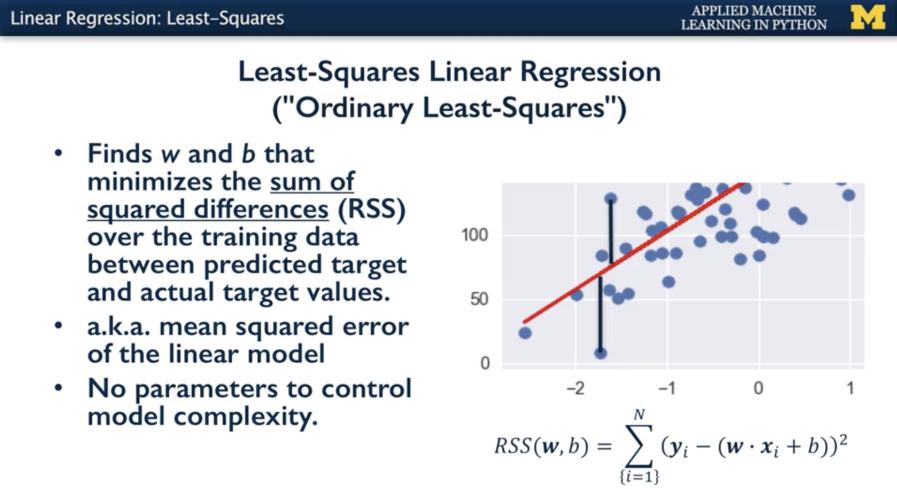 Linear Regression: Least-Squares
APPLIED MACHINE
LEARNING IN PYTHON
M
Least-Squares Linear Regression
("Ordinary Least-Squares")
• Finds w and b that
minimizes the sum of
squared differences (RSS)
over the training data
between predicted target
and actual target values.
• a.k.a. mean squared error
of the linear model
• No parameters to control
model complexity.
100
50
0
−2 −1 0 1
N
RSS(w, b) = ∑ (yᵢ − (w · xᵢ + b))²
{i=1}